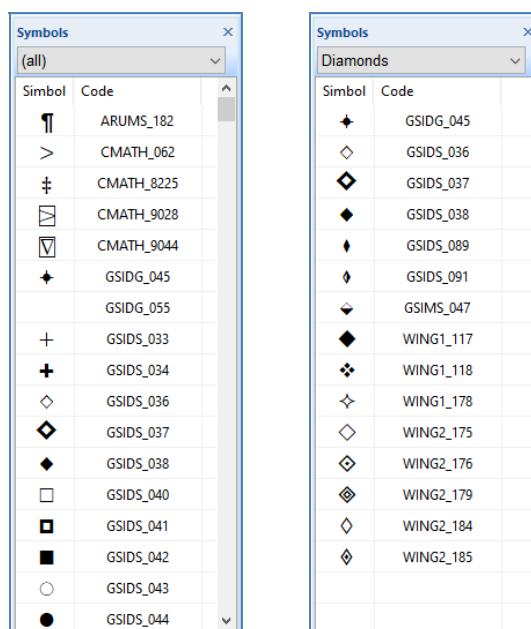 Symbols
(all)
Simbol Code
¶ ARUMS_182
> CMATH_062
‡ CMATH_8225
CMATH_9028
CMATH_9044
GSIDG_045
GSIDG_055
GSIDS_033
GSIDS_034
GSIDS_036
GSIDS_037
GSIDS_038
GSIDS_040
GSIDS_041
GSIDS_042
GSIDS_043
GSIDS_044
Symbols
Diamonds
Simbol Code
GSIDG_045
GSIDS_036
GSIDS_037
GSIDS_038
GSIDS_089
GSIDS_091
GSIMS_047
WING1_117
WING1_118
WING1_178
WING2_175
WING2_176
WING2_179
WING2_184
WING2_185